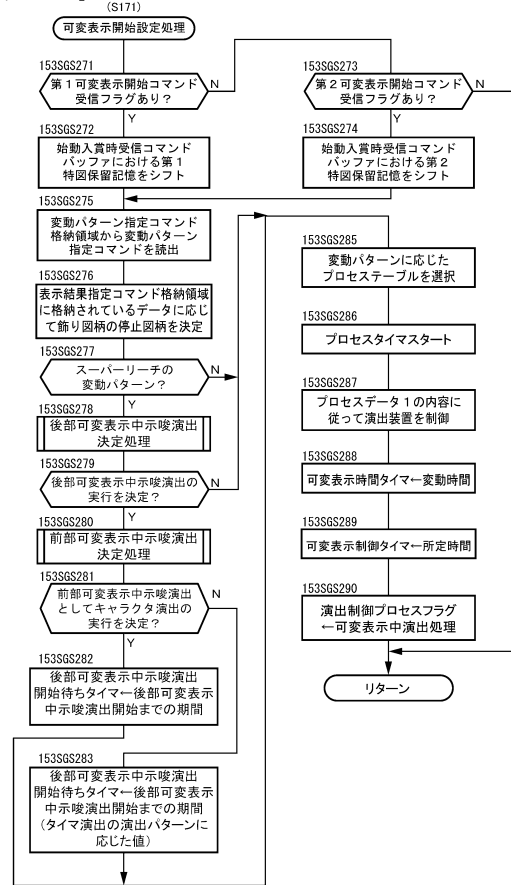 (S171)
可変表示開始設定処理
153SGS271
第１可変表示開始コマンド
受信フラグあり？
N
Y
153SGS273
第２可変表示開始コマンド
受信フラグあり？
N
Y
153SGS272
始動入賞時受信コマンド
バッファにおける第１
特図保留記憶をシフト
153SGS274
始動入賞時受信コマンド
バッファにおける第２
特図保留記憶をシフト
153SGS275
変動パターン指定コマンド
格納領域から変動パターン
指定コマンドを読出
153SGS276
表示結果指定コマンド格納領域
に格納されているデータに応じ
て飾り図柄の停止図柄を決定
153SGS277
スーパーリーチの
変動パターン？
N
Y
153SGS278
後部可変表示中示唆演出
決定処理
153SGS279
後部可変表示中示唆演出の
実行を決定？
N
Y
153SGS280
前部可変表示中示唆演出
決定処理
153SGS281
前部可変表示中示唆演出
としてキャラクタ演出の
実行を決定？
N
Y
153SGS282
後部可変表示中示唆演出
開始待ちタイマ←後部可変表示
中示唆演出開始までの期間
153SGS283
後部可変表示中示唆演出
開始待ちタイマ←後部可変表示
中示唆演出開始までの期間
（タイマ演出の演出パターンに
応じた値）
153SGS285
変動パターンに応じた
プロセステーブルを選択
153SGS286
プロセスタイマスタート
153SGS287
プロセスデータ１の内容に
従って演出装置を制御
153SGS288
可変表示時間タイマ←変動時間
153SGS289
可変表示制御タイマ←所定時間
153SGS290
演出制御プロセスフラグ
←可変表示中演出処理
リターン